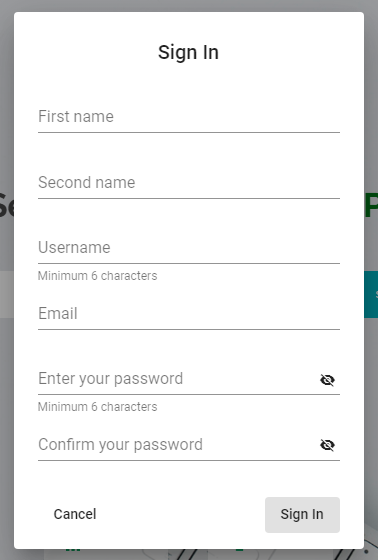 Sign In
First name
Second name
Username
Minimum 6 characters
Email
Enter your password
Minimum 6 characters
Confirm your password
Cancel
Sign In